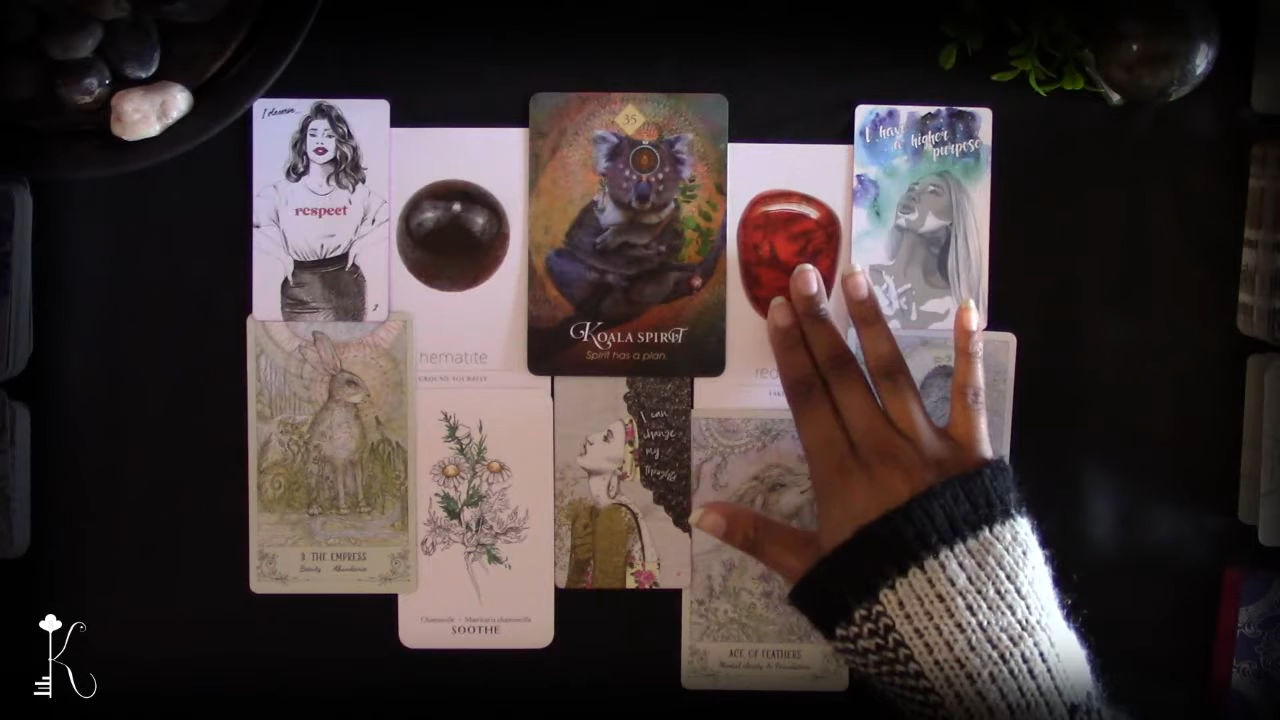 I deserve...
respect
35
KOALA SPIRIT
Spirit has a plan.
I have
a higher
purpose
hematite
GROUND YOURSELF
red
I can
change
my
thoughts
3 THE EMPRESS
Beauty Abundance
Chamomile - Matricaria chamomilla
SOOTHE
ACE OF FEATHERS
K